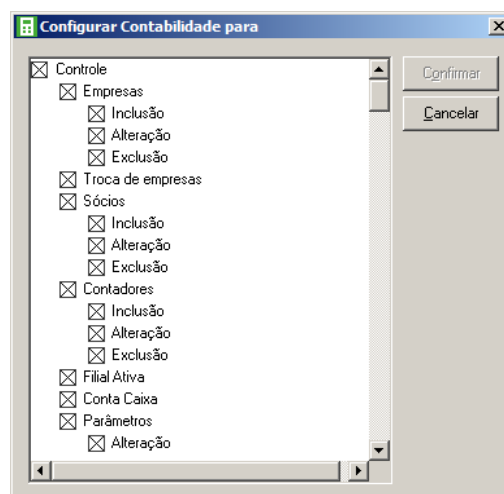 Configurar Contabilidade para
Controle
Empresas
Inclusão
Alteração
Exclusão
Troca de empresas
Sócios
Inclusão
Alteração
Exclusão
Contadores
Inclusão
Alteração
Exclusão
Filial Ativa
Conta Caixa
Parâmetros
Alteração
Confirmar
Cancelar